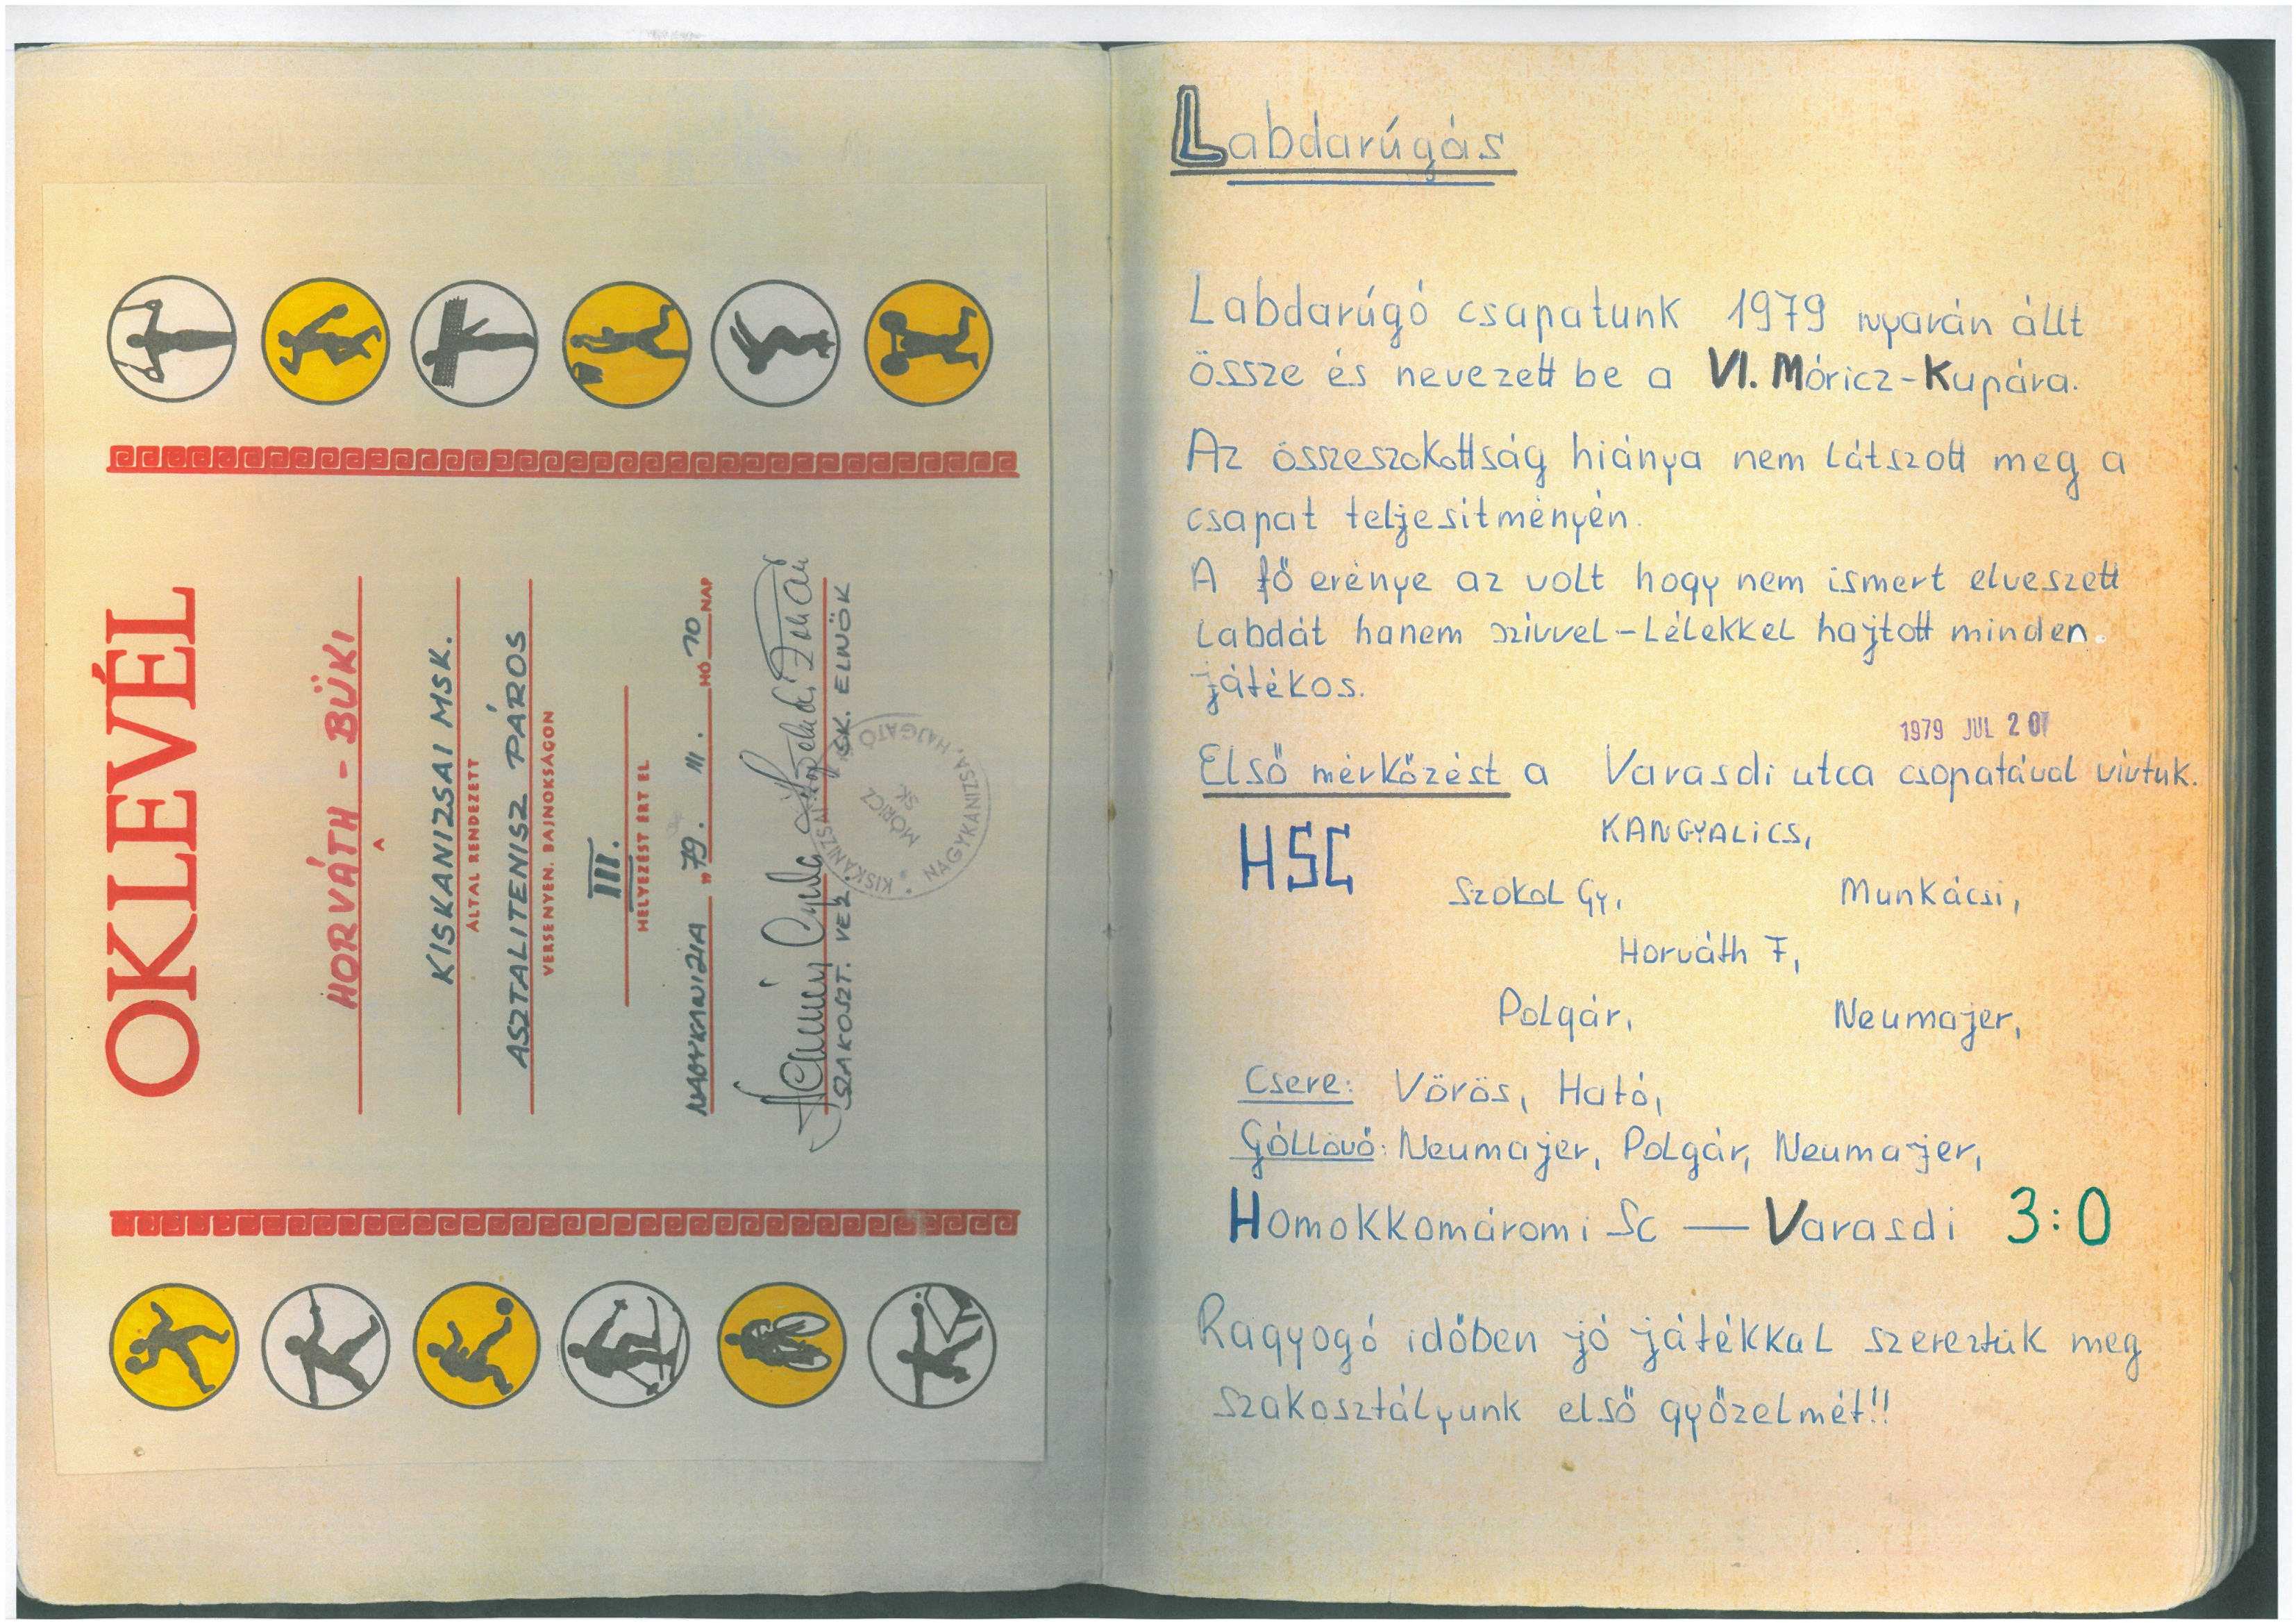 OKLEVÉL
HORVÁTH - BÜKI
A
KISKANIZSAI MSK.
ÁLTAL RENDEZETT
ASZTALITENISZ PÁROS
VERSENYEN, BAJNOKSÁGON
III.
HELYEZÉST ÉRT EL
NAGYKANIZSA „79. III. HÓ 10 NAP
SZAKOSZT. VEZ. SK. ELNÖK
MÓRICZ
SK
NAGYKANIZSA, HAJGATÓ
KISKANIZSAI
Labdarúgás
Labdarúgó csapatunk 1979 nyarán állt
össze és nevezett be a VI. Móricz-Kupára.
Az összeszokottság hiánya nem látszott meg a
csapat teljesitményén.
A fő erénye az volt hogy nem ismert elveszett
labdát hanem szivvel-lélekkel hajtott minden
játékos.
1979 JUL 20
Első mérkőzést a Varasdi utca csapatával vivtuk.
HSC
KANGYALICS,
Szokol Gy, Munkácsi,
Horváth F,
Polgár, Neumajer,
Csere: Vörös, Ható,
Góllövő: Neumajer, Polgár, Neumajer,
Homokkomáromi Sc — Varasdi 3:0
Ragyogó időben jó játékkal szereztük meg
szakosztályunk első győzelmét!!